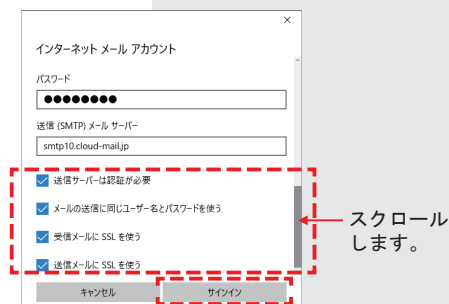 インターネット メール アカウント
パスワード
●●●●●●●●
送信 (SMTP) メール サーバー
smtp10.cloud-mail.jp
送信サーバーは認証が必要
メールの送信に同じユーザー名とパスワードを使う
受信メールに SSL を使う
送信メールに SSL を使う
スクロール
します。
キャンセル
サインイン